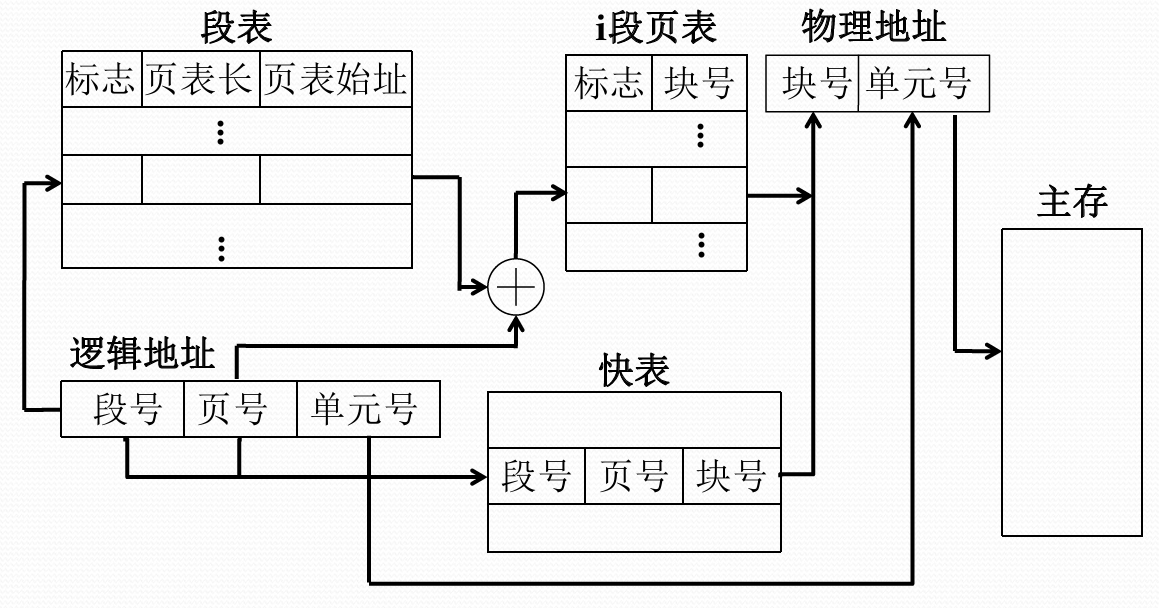 段表
标志 页表长 页表始址
i段页表
标志 块号
物理地址
块号 单元号
主存
逻辑地址
段号 页号 单元号
快表
段号 页号 块号